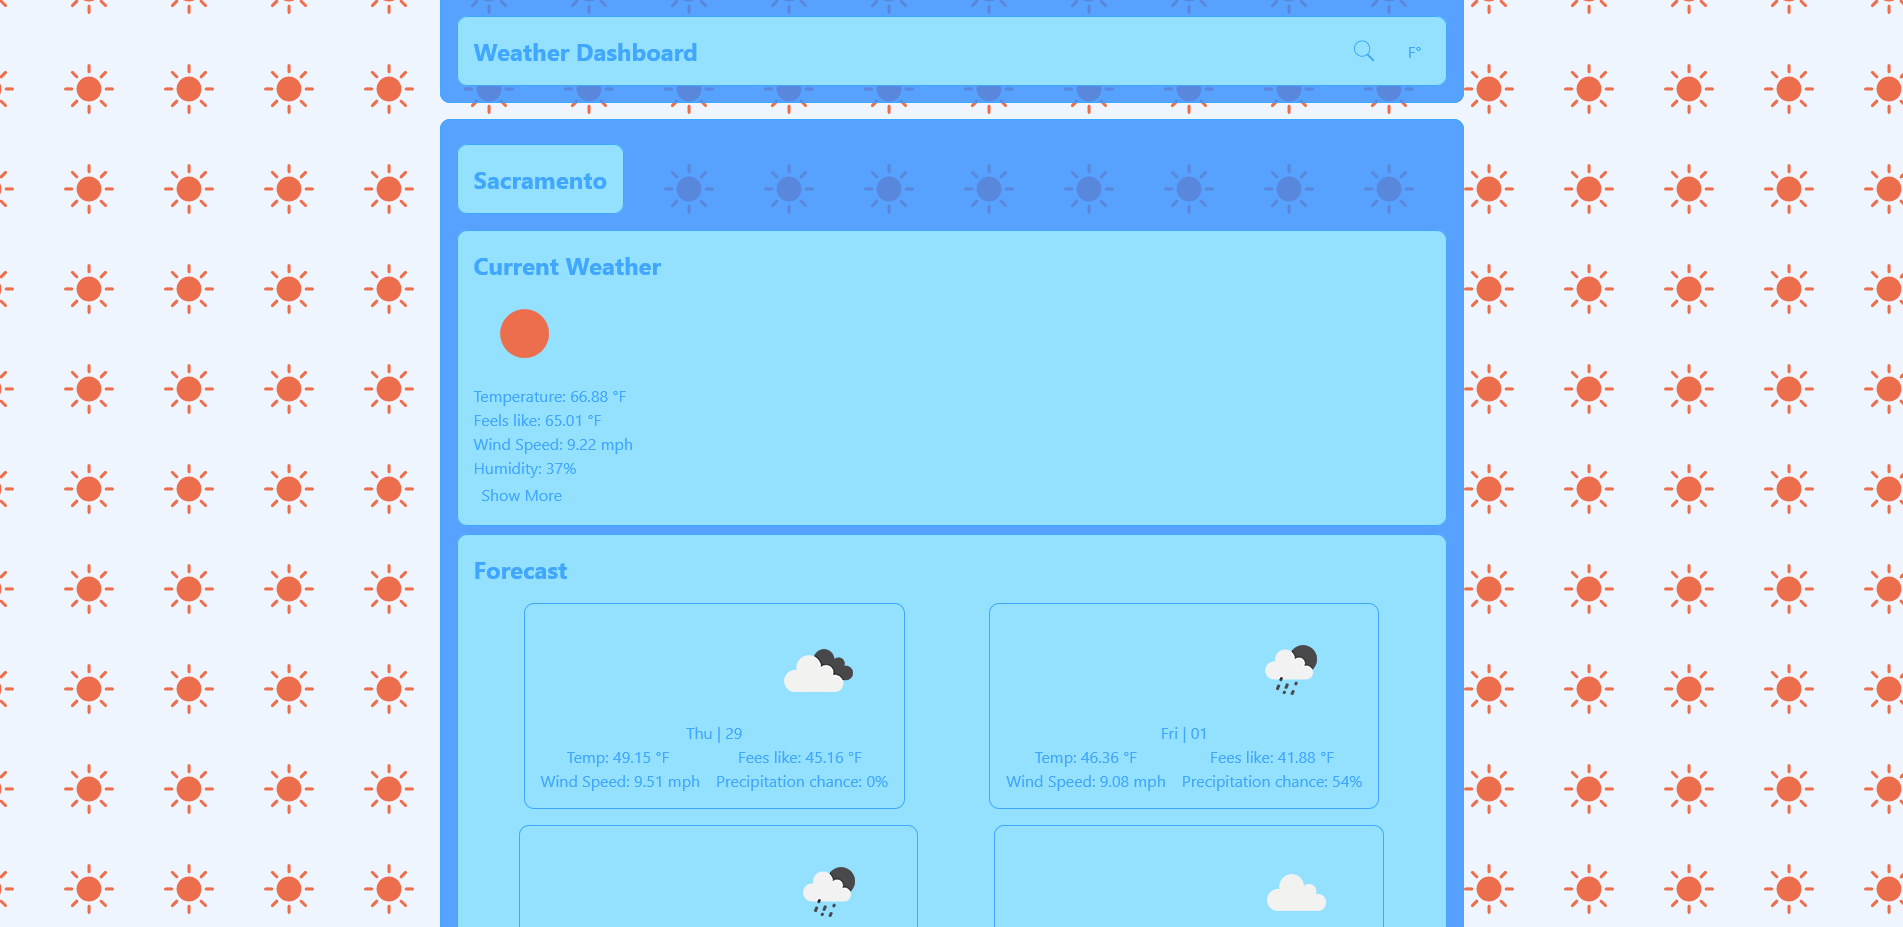 Weather Dashboard F°
Sacramento
Current Weather
Temperature: 66.88 °F
Feels like: 65.01 °F
Wind Speed: 9.22 mph
Humidity: 37%
Show More
Forecast
Thu | 29
Temp: 49.15 °F Fees like: 45.16 °F
Wind Speed: 9.51 mph Precipitation chance: 0%
Fri | 01
Temp: 46.36 °F Fees like: 41.88 °F
Wind Speed: 9.08 mph Precipitation chance: 54%